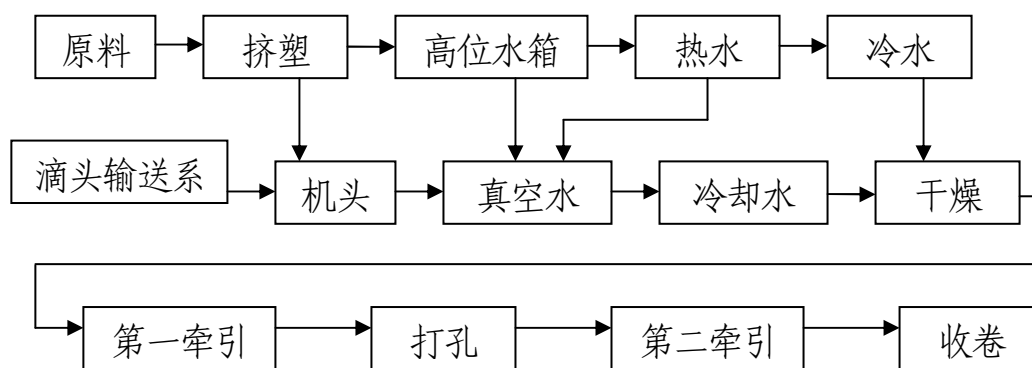 原料
挤塑
高位水箱
热水
冷水
滴头输送系
机头
真空水
冷却水
干燥
第一牵引
打孔
第二牵引
收卷